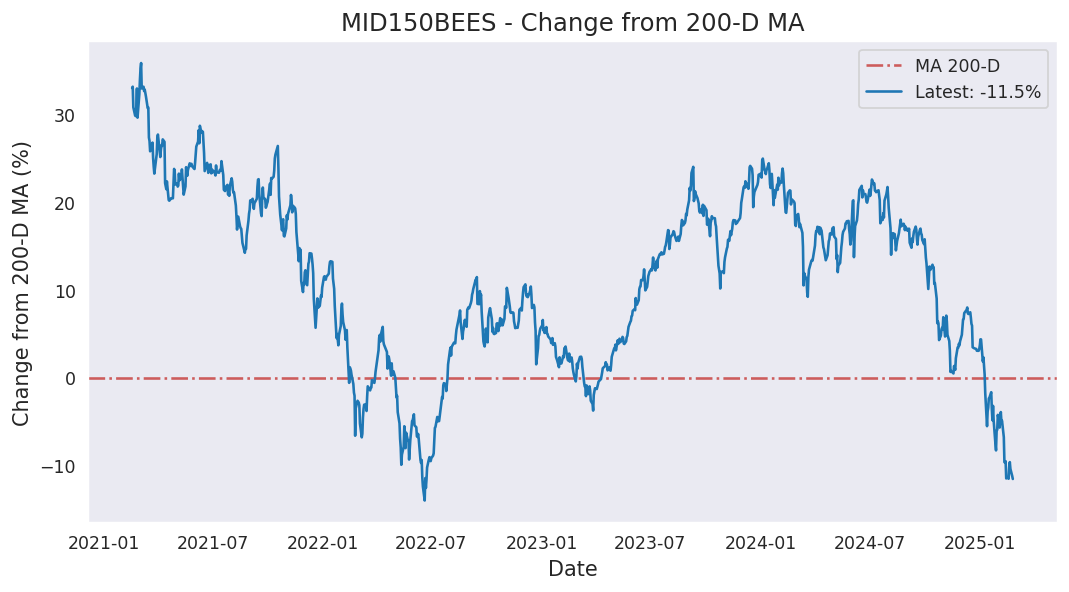 MID150BEES - Change from 200-D MA
MA 200-D
Latest: -11.5%
Change from 200-D MA (%)
30
20
10
0
−10
2021-01 2021-07 2022-01 2022-07 2023-01 2023-07 2024-01 2024-07 2025-01
Date